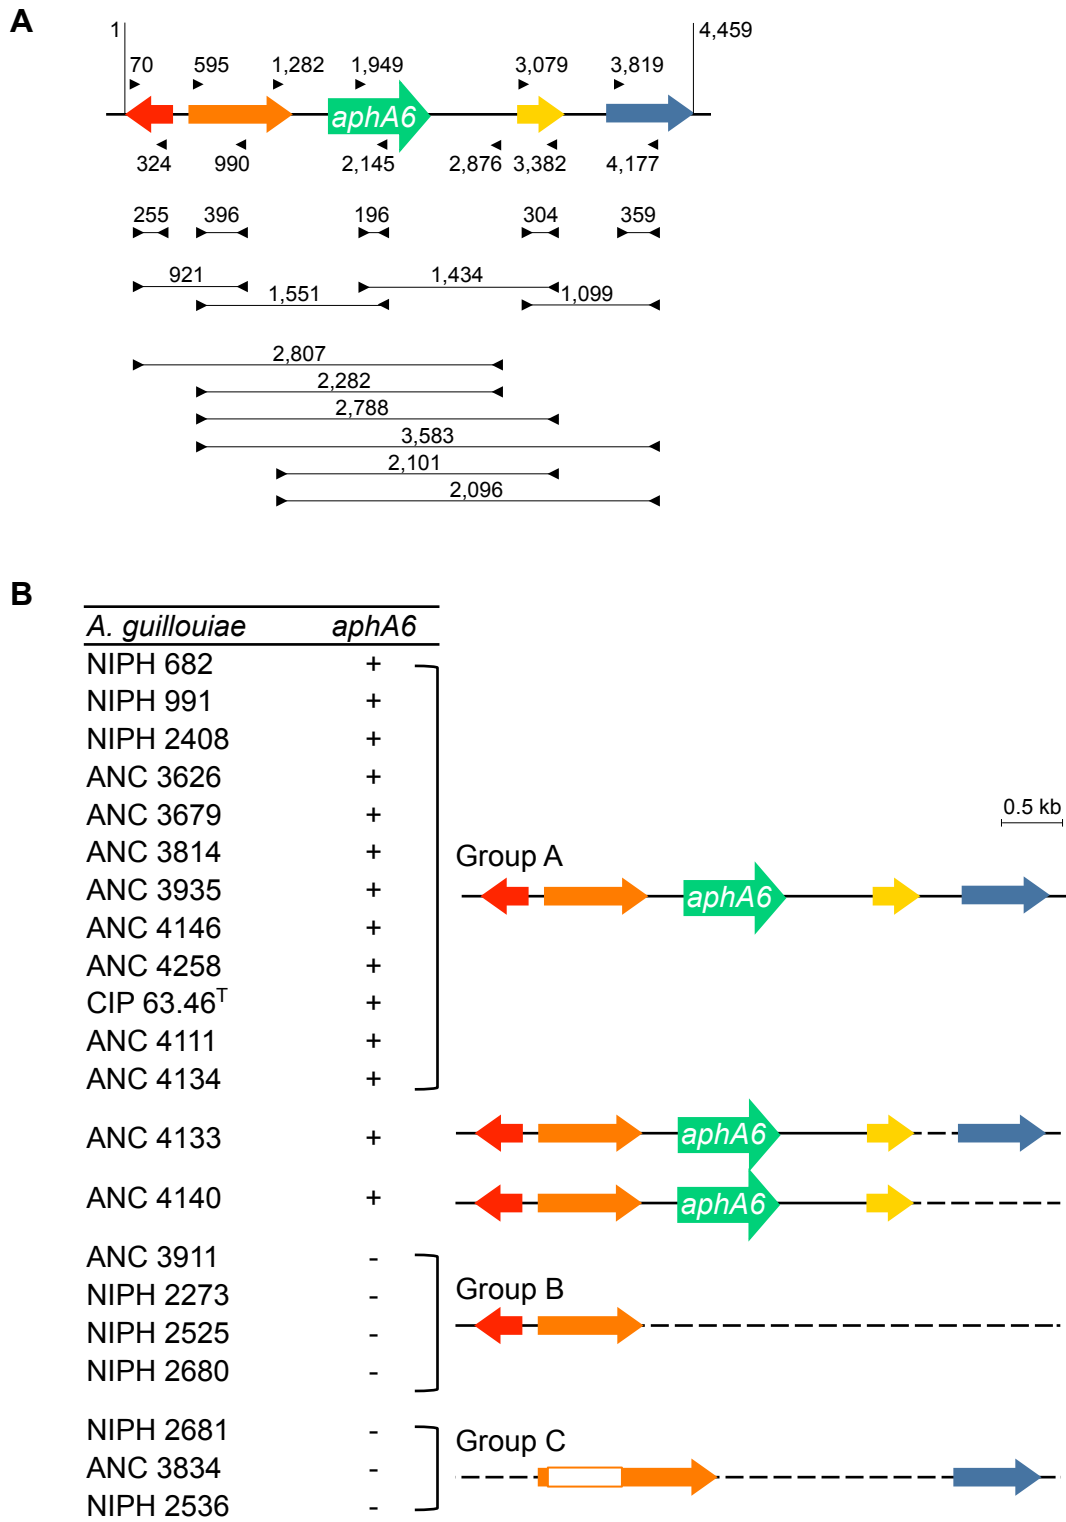 A
1
4,459
70 595 1,282 1,949 3,079 3,819
aphA6
324 990 2,145 2,876 3,382 4,177
255 396 196 304 359
921 1,434
1,551 1,099
2,807
2,282
2,788
3,583
2,101
2,096
B
A. guillouiae aphA6
NIPH 682 +
NIPH 991 +
NIPH 2408 +
ANC 3626 +
0.5 kb
ANC 3679 +
ANC 3814 +
Group A
ANC 3935 +
aphA6
ANC 4146 +
ANC 4258 +
CIP 63.46T +
ANC 4111 +
ANC 4134 +
ANC 4133 + aphA6
ANC 4140 + aphA6
ANC 3911 -
Group B
NIPH 2273 -
NIPH 2525 -
NIPH 2680 -
NIPH 2681 -
Group C
ANC 3834 -
NIPH 2536 -